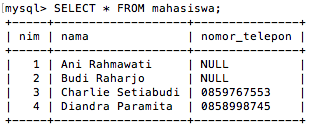 mysql> SELECT * FROM mahasiswa;
+-----+--------------------+---------------+
| nim | nama | nomor_telepon |
+-----+--------------------+---------------+
| 1 | Ani Rahmawati | NULL |
| 2 | Budi Raharjo | NULL |
| 3 | Charlie Setiabudi | 0859767553 |
| 4 | Diandra Paramita | 0858998745 |
+-----+--------------------+---------------+